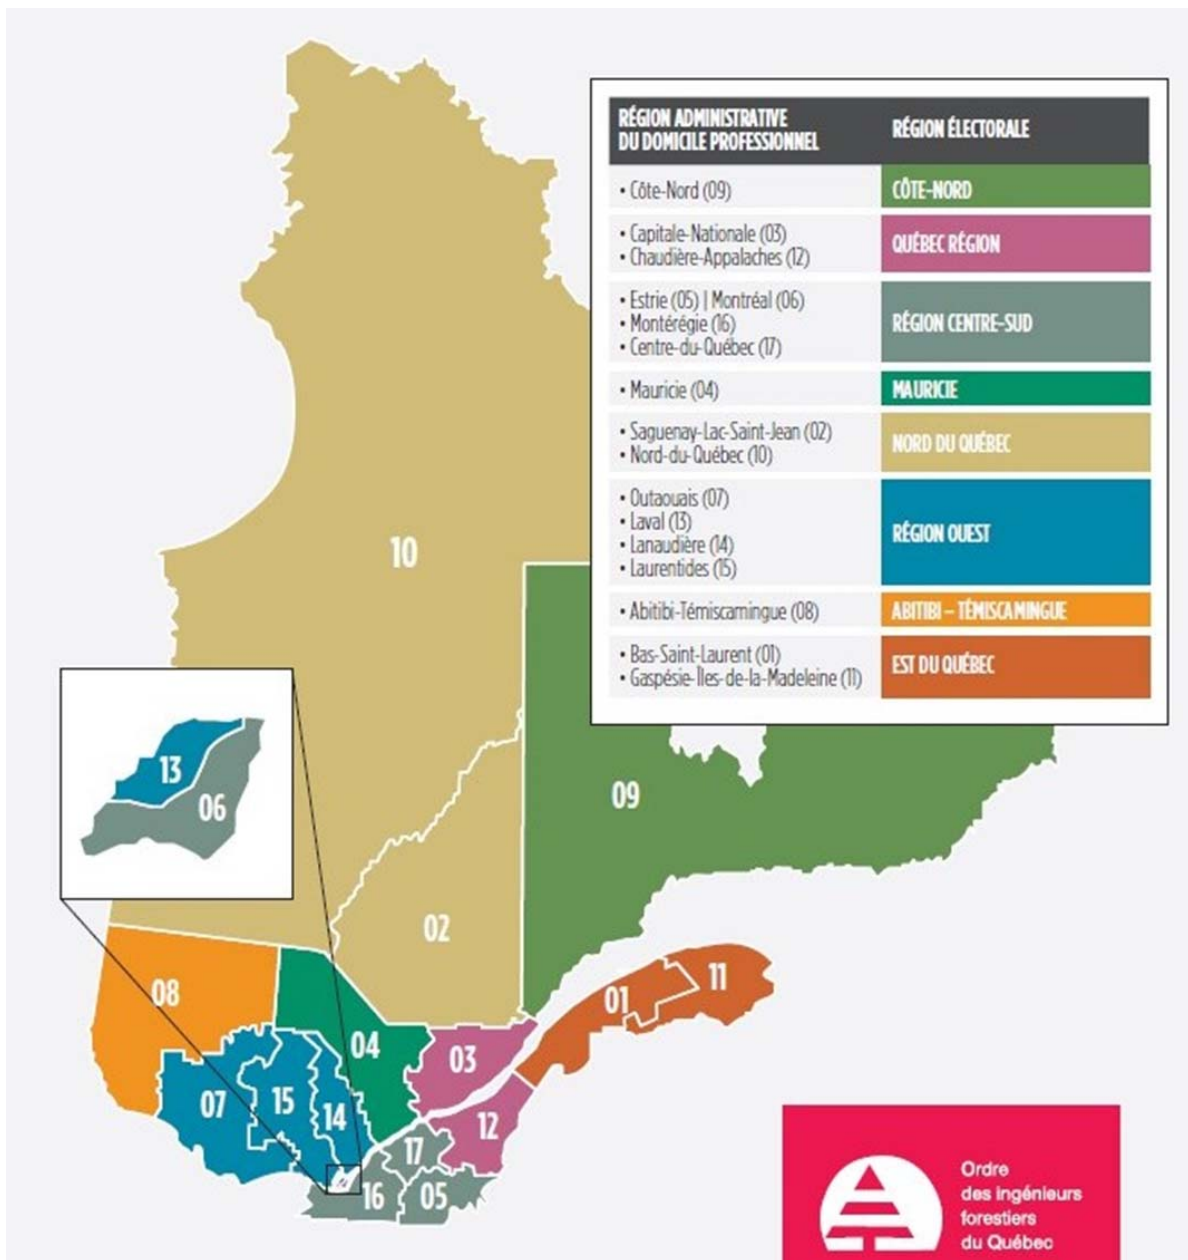 RÉGION ADMINISTRATIVE
DU DOMICILE PROFESSIONNEL
RÉGION ÉLECTORALE
• Côte-Nord (09)
CÔTE-NORD
• Capitale-Nationale (03)
• Chaudière-Appalaches (12)
QUÉBEC RÉGION
• Estrie (05) | Montréal (06)
• Montérégie (16)
• Centre-du-Québec (17)
RÉGION CENTRE-SUD
• Mauricie (04)
MAURICIE
• Saguenay-Lac-Saint-Jean (02)
• Nord-du-Québec (10)
NORD DU QUÉBEC
• Outaouais (07)
• Laval (13)
• Lanaudière (14)
• Laurentides (15)
RÉGION OUEST
• Abitibi-Témiscamingue (08)
ABITIBI – TÉMISCAMINGUE
• Bas-Saint-Laurent (01)
• Gaspésie-Îles-de-la-Madeleine (11)
EST DU QUÉBEC
10
13
06
09
02
11
01
08
04
03
07
15
14
12
17
16
05
Ordre
des ingénieurs
forestiers
du Québec